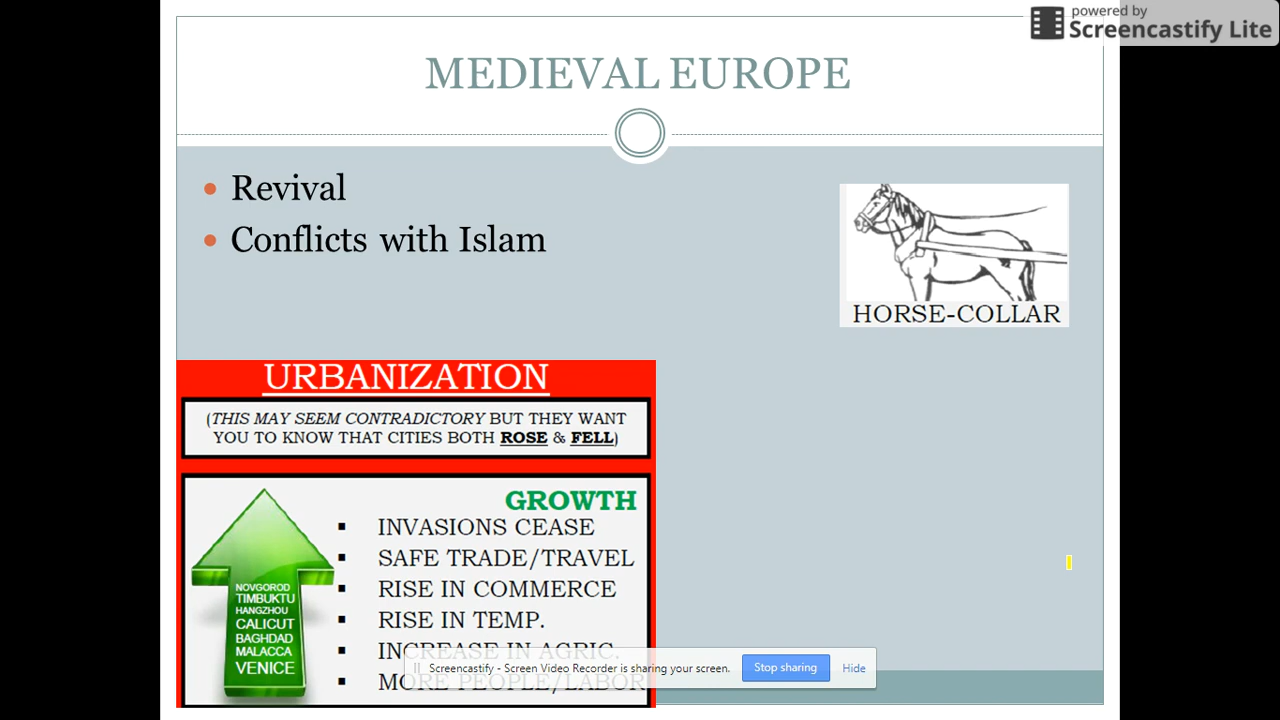 powered by
Screencastify Lite
MEDIEVAL EUROPE
• Revival
• Conflicts with Islam
HORSE-COLLAR
URBANIZATION
(THIS MAY SEEM CONTRADICTORY BUT THEY WANT
YOU TO KNOW THAT CITIES BOTH ROSE & FELL)
GROWTH
▪ INVASIONS CEASE
▪ SAFE TRADE/TRAVEL
▪ RISE IN COMMERCE
▪ RISE IN TEMP.
▪ INCREASE IN AGRIC.
▪ MORE PEOPLE/LABOR
NOVGOROD
TIMBUKTU
HANGZHOU
CALICUT
BAGHDAD
MALACCA
VENICE
Screencastify - Screen Video Recorder is sharing your screen. Stop sharing Hide